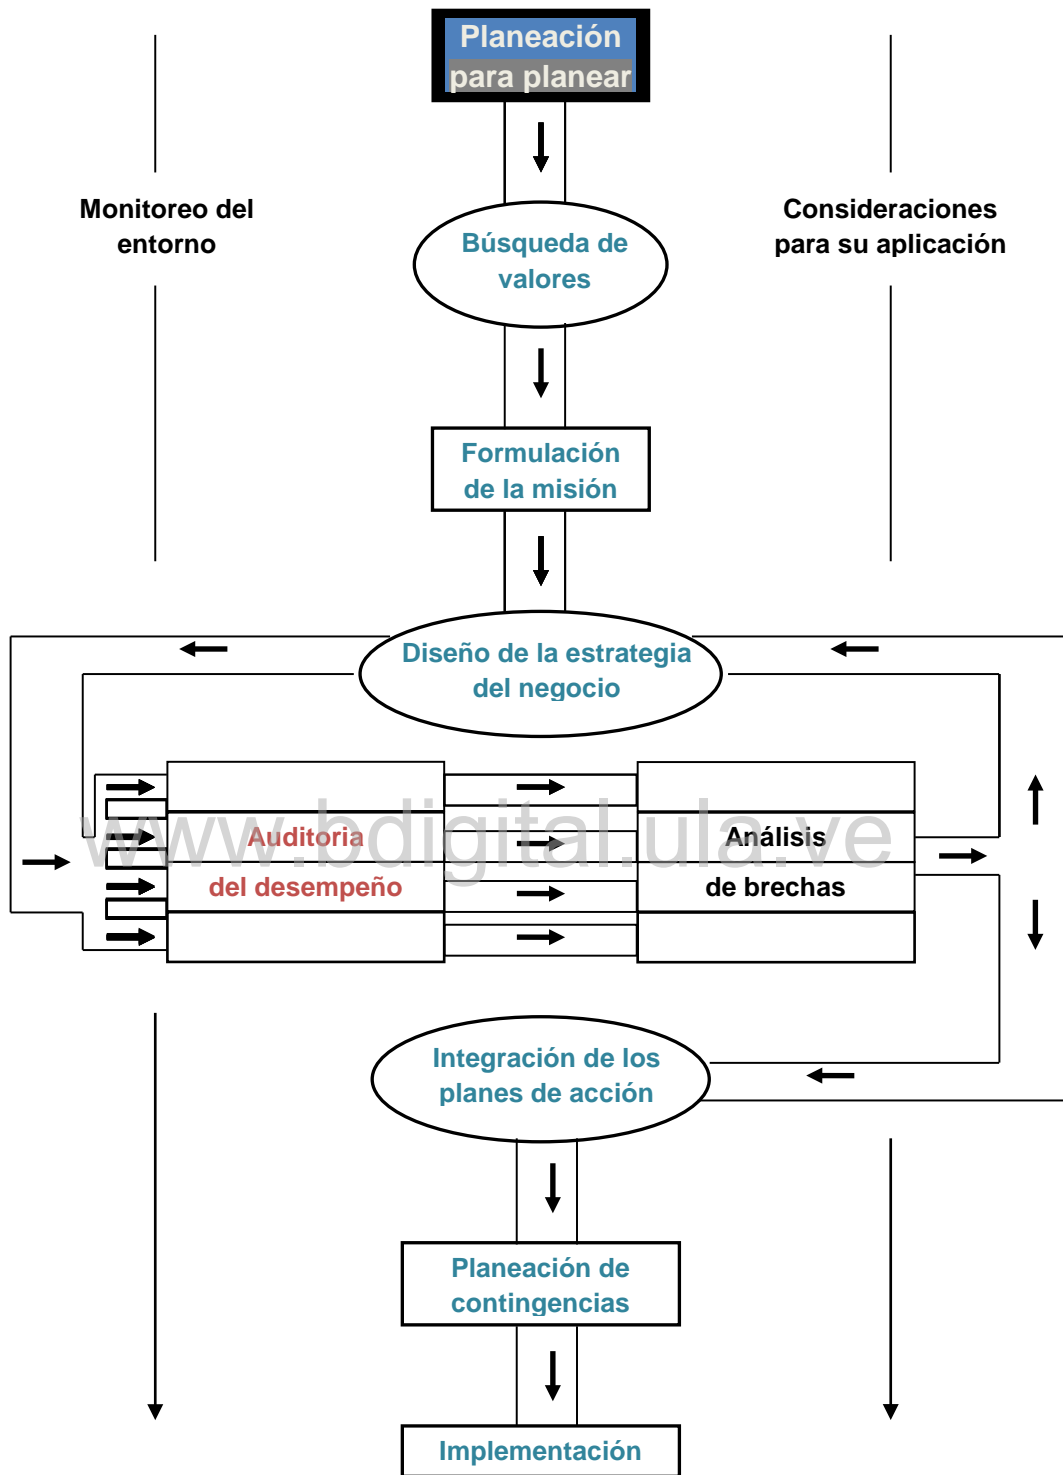 Planeación
para planear
Monitoreo del
entorno
Consideraciones
para su aplicación
Búsqueda de
valores
Formulación
de la misión
Diseño de la estrategia
del negocio
www.bdigital.ula.ve
Auditoria
del desempeño
Análisis
de brechas
Integración de los
planes de acción
Planeación de
contingencias
Implementación